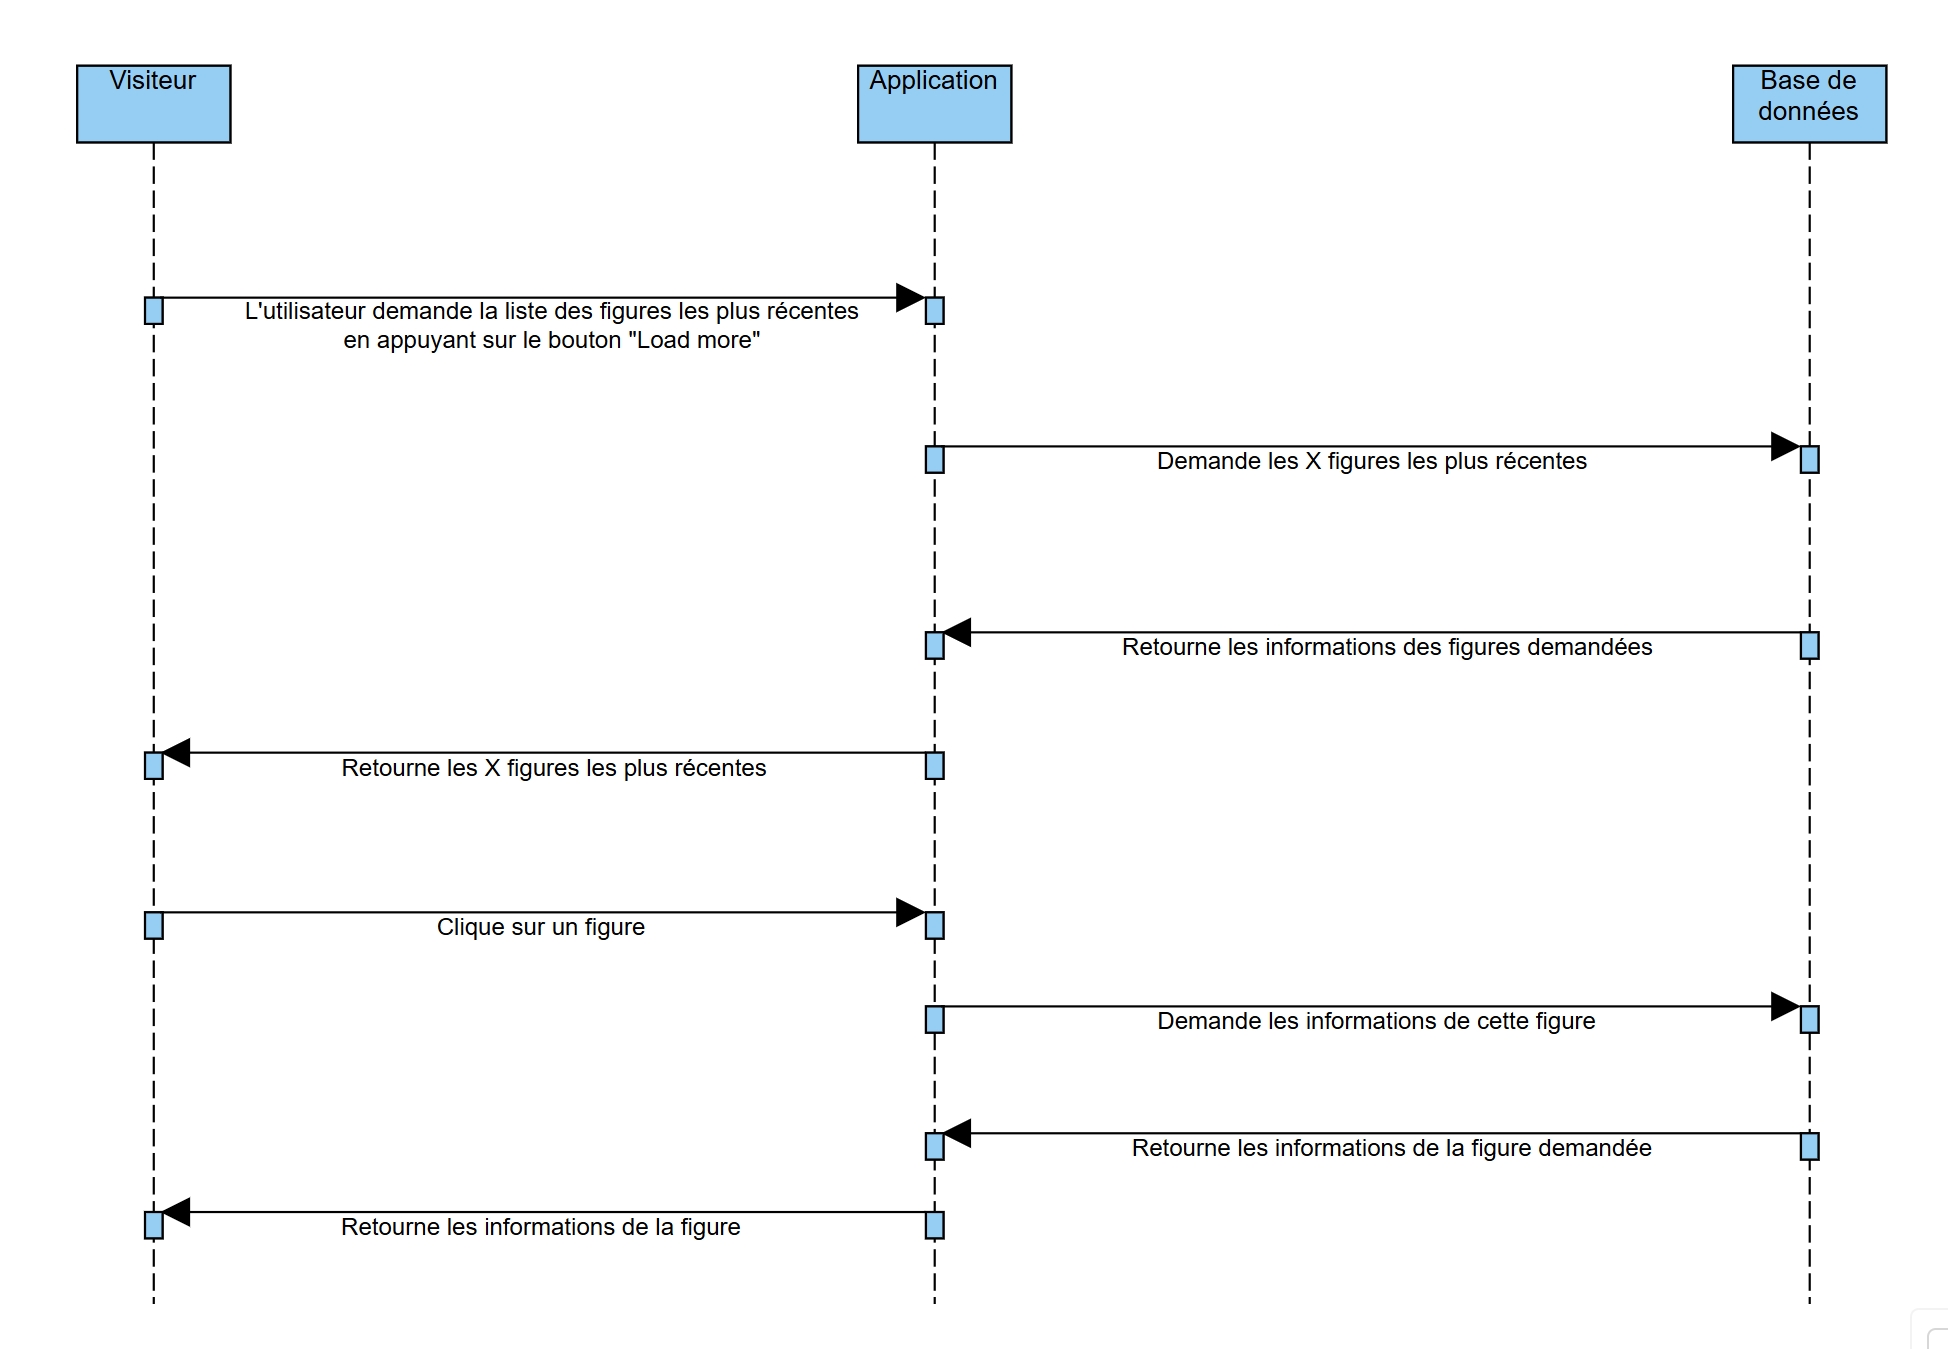 Visiteur
Application
Base de
données
L'utilisateur demande la liste des figures les plus récentes
en appuyant sur le bouton "Load more"
Demande les X figures les plus récentes
Retourne les informations des figures demandées
Retourne les X figures les plus récentes
Clique sur un figure
Demande les informations de cette figure
Retourne les informations de la figure demandée
Retourne les informations de la figure